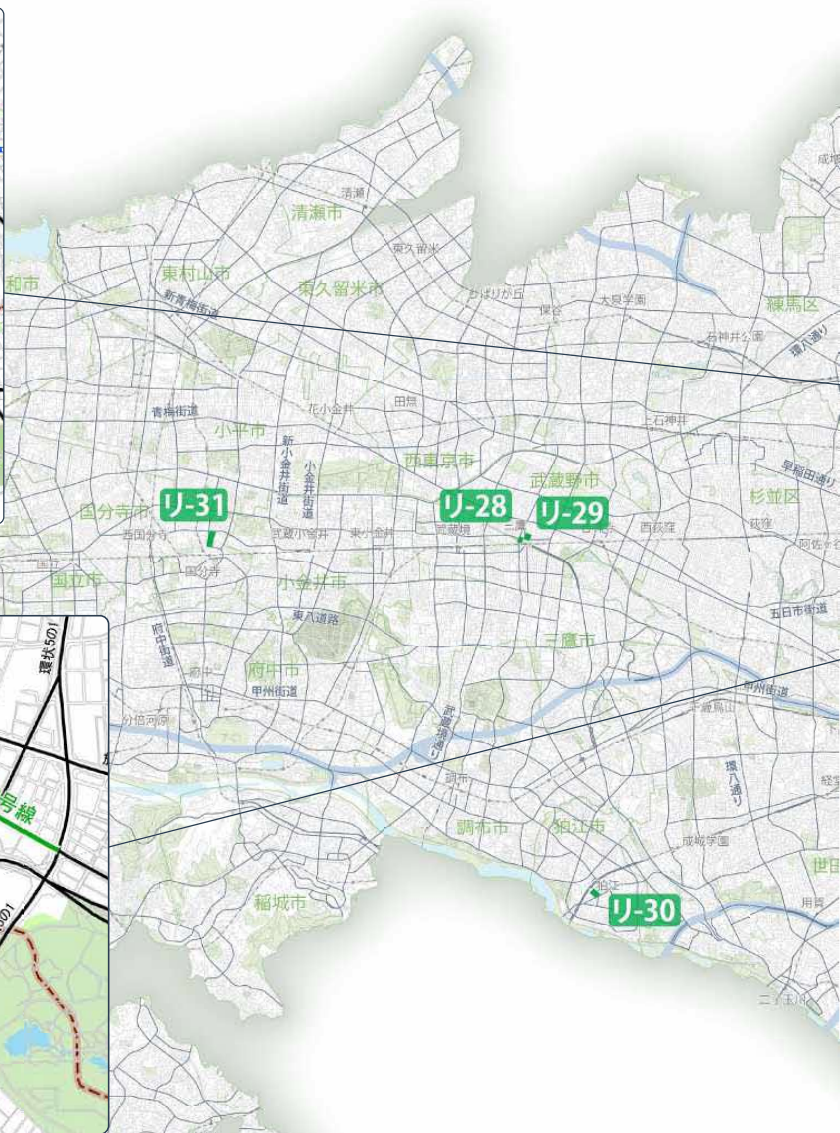 清瀬
清瀬市
東久留米
和市
東村山市
東久留米市
新青梅街道
ひばりが丘
保谷
大泉学園
練馬区
石神井公園
環八通り
青梅街道
花小金井
田無
上石神井
小平市
新小金井街道
小金井街道
西東京市
武蔵野市
早稲田通り
杉並区
リ-31
リ-28
リ-29
国分寺市
西国分寺
武蔵小金井
東小金井
武蔵境
三鷹
西荻窪
荻窪
阿佐ヶ谷
国立
国立市
国分寺
小金井市
東八道路
五日市街道
府中街道
三鷹市
環状5の1
府中
府中市
甲州街道
甲州街道
千歳烏山
分倍河原
武蔵境通り
環八通り
号線
調布
調布市
狛江市
成城学園
世田
稲城市
狛江
用賀
リ-30
二子玉川